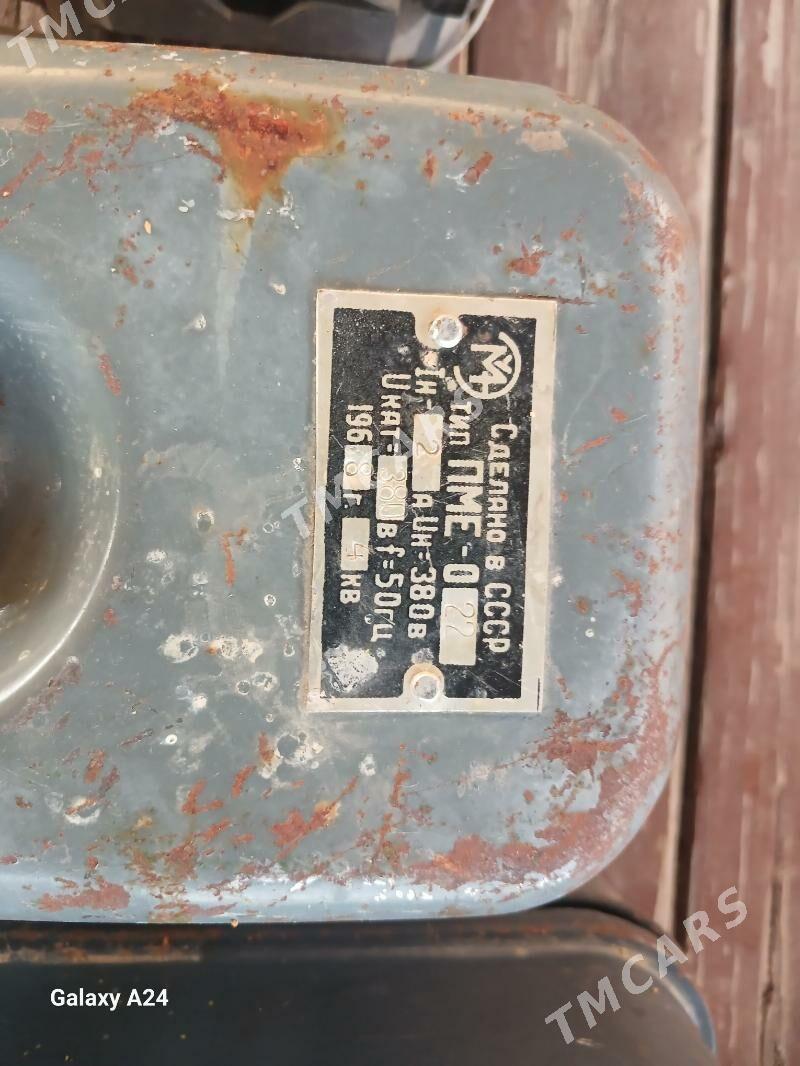 Сделано в СССР
тип ПМЕ-022
Iн-2 А Uн=380в
Uкат=380в f=50гц
1968 г. 4 кв
Galaxy A24
TMCARS
TMCARS
TMCARS